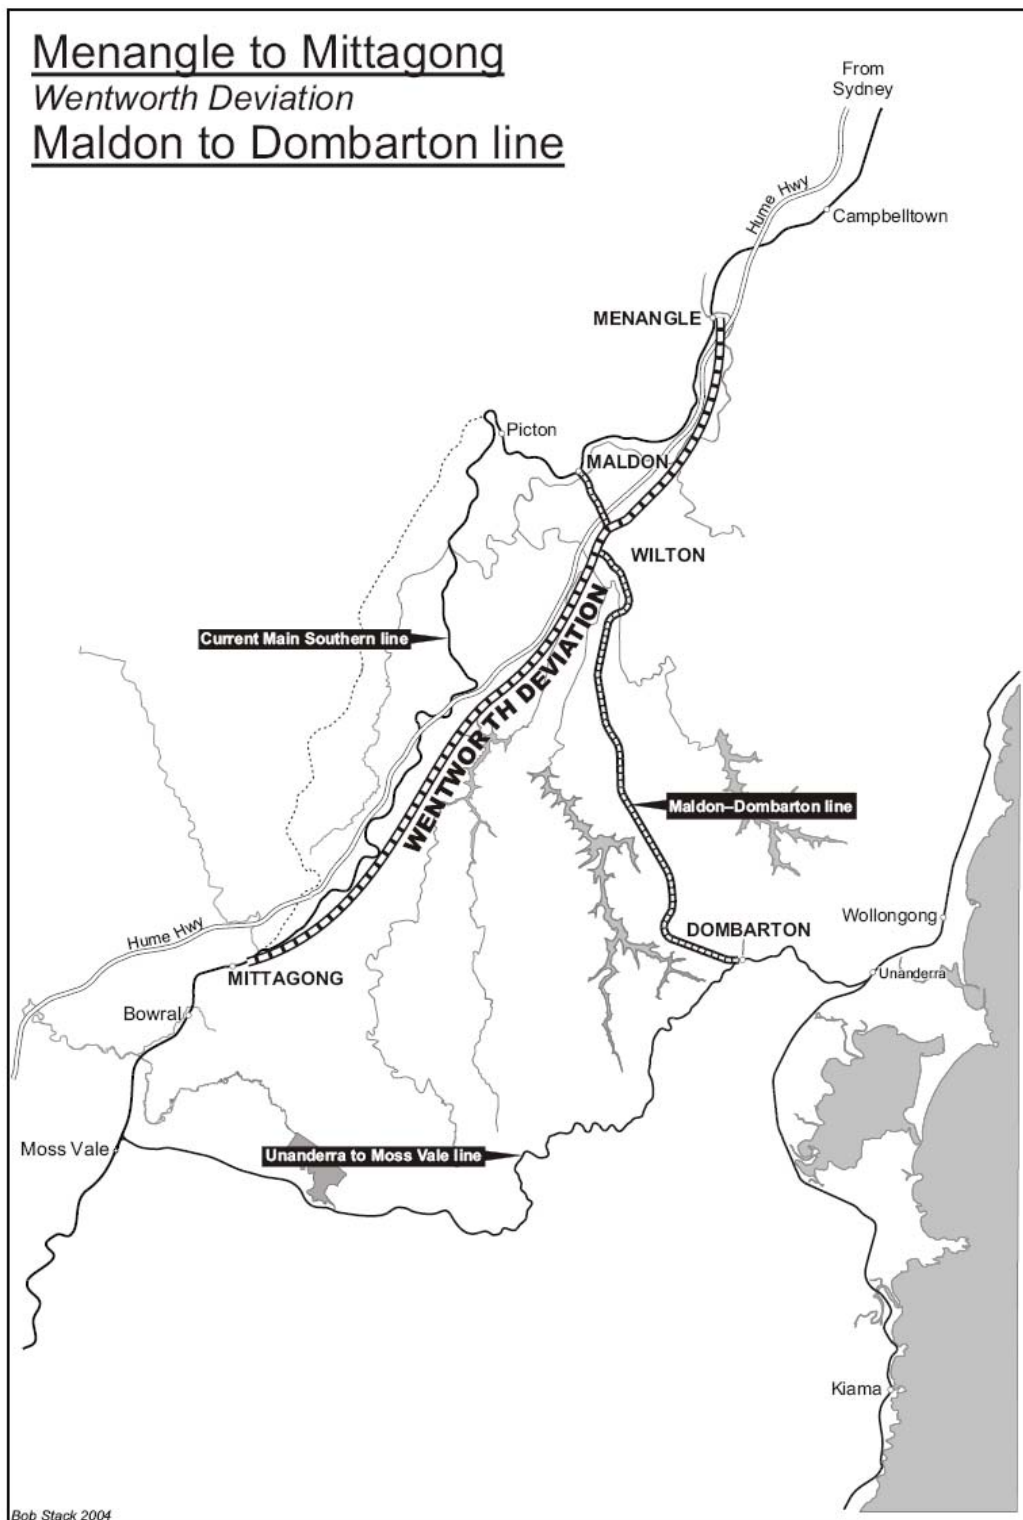 Menangle to Mittagong
Wentworth Deviation
Maldon to Dombarton line
From
Sydney
Hume Hwy
Campbelltown
MENANGLE
Picton
MALDON
WILTON
Current Main Southern line
WENTWORTH DEVIATION
Maldon–Dombarton line
Wollongong
Hume Hwy
DOMBARTON
Unanderra
MITTAGONG
Bowral
Moss Vale
Unanderra to Moss Vale line
Kiama
Bob Stack 2004